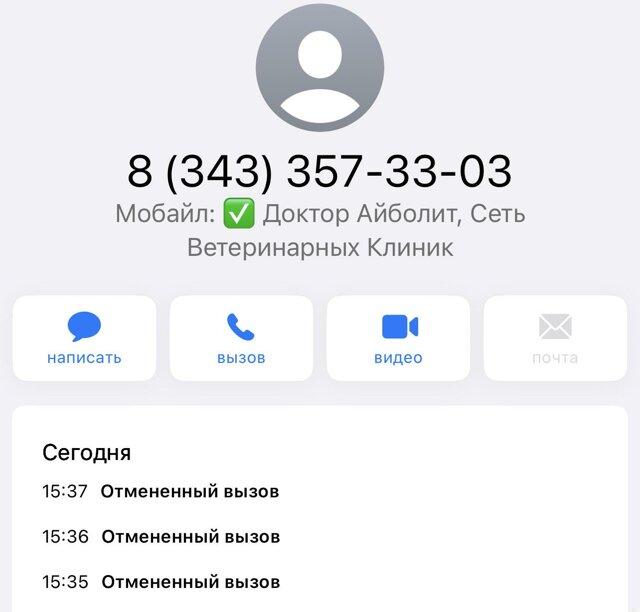 8 (343) 357-33-03
Мобайл: ✅ Доктор Айболит, Сеть
Ветеринарных Клиник
написать вызов видео почта
Сегодня
15:37 Отмененный вызов
15:36 Отмененный вызов
15:35 Отмененный вызов